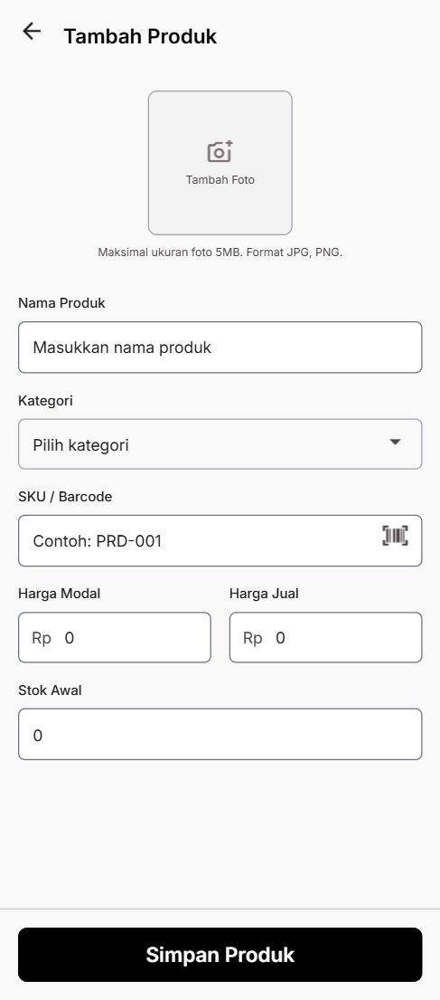 Tambah Produk
Tambah Foto
Maksimal ukuran foto 5MB. Format JPG, PNG.
Nama Produk
Masukkan nama produk
Kategori
Pilih kategori
SKU / Barcode
Contoh: PRD-001
Harga Modal Harga Jual
Rp 0 Rp 0
Stok Awal
0
Simpan Produk